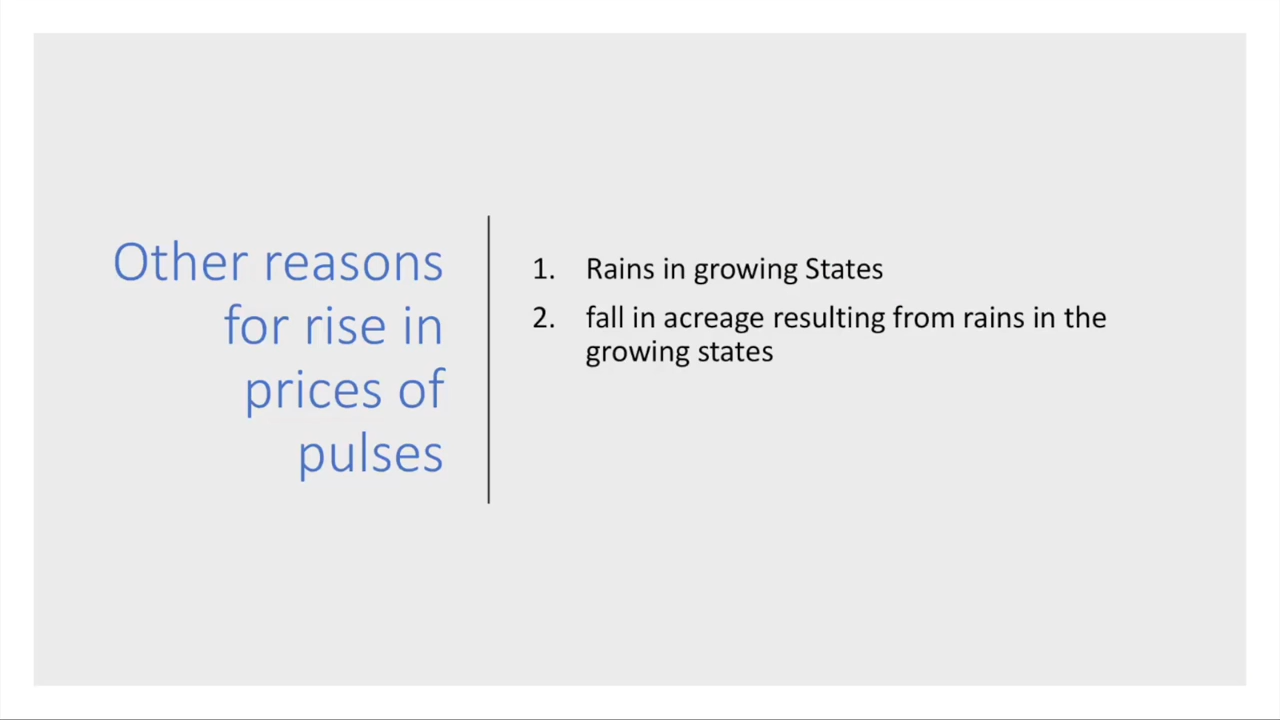 Other reasons
for rise in
prices of
pulses
1. Rains in growing States
2. fall in acreage resulting from rains in the
growing states